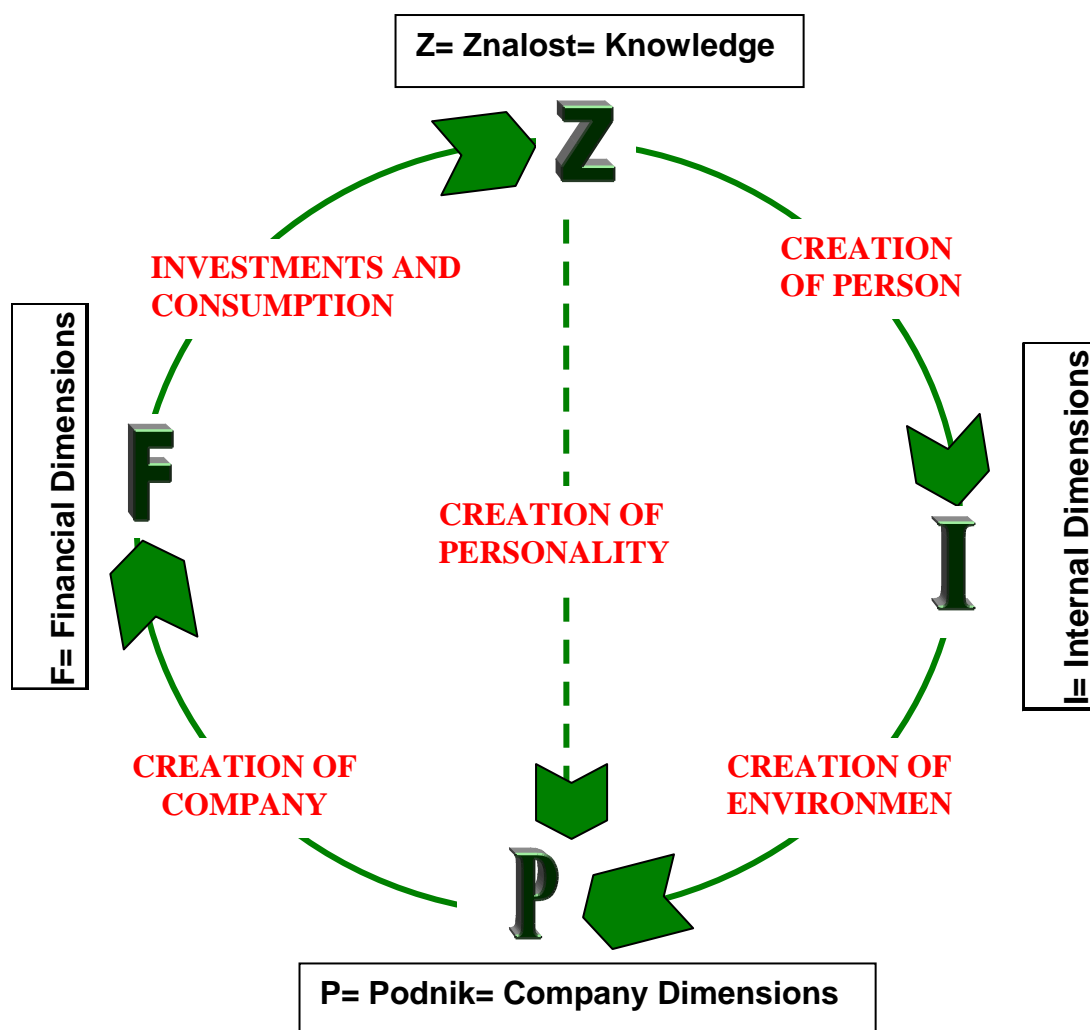 Z= Znalost= Knowledge
Z
CREATION
OF PERSON
INVESTMENTS AND
CONSUMPTION
F= Financial Dimensions
F
I= Internal Dimensions
I
CREATION OF
PERSONALITY
CREATION OF
COMPANY
CREATION OF
ENVIRONMEN
P
P= Podnik= Company Dimensions